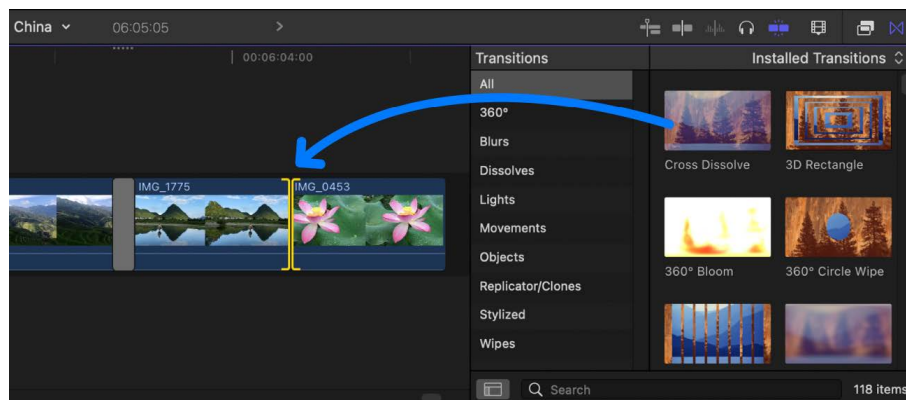 China
06:05:05
00:06:04:00
Transitions
Installed Transitions
All
360°
Blurs
Dissolves
Lights
Movements
Objects
Replicator/Clones
Stylized
Wipes
Cross Dissolve
3D Rectangle
360° Bloom
360° Circle Wipe
IMG_1775
IMG_0453
Search
118 items